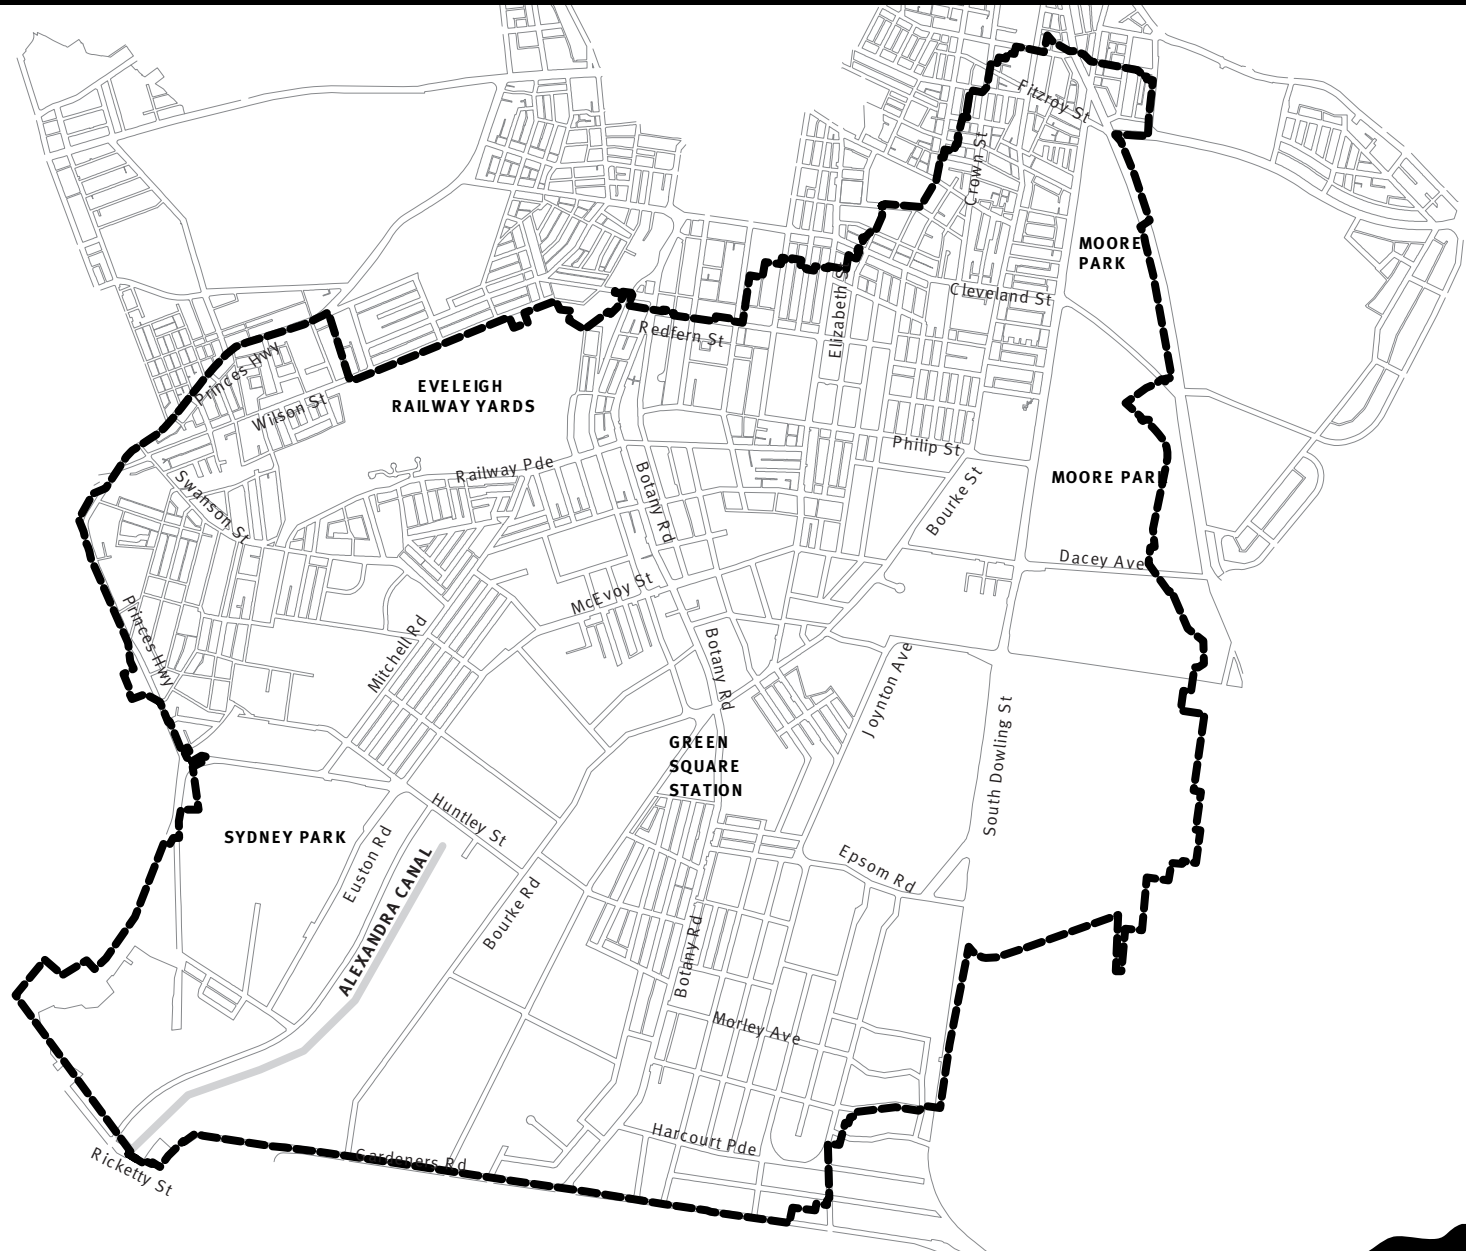 Fitzroy St
Crown St
MOORE
PARK
Cleveland St
Elizabeth S
Redfern St
Princes Hwy
EVELEIGH
RAILWAY YARDS
Wilson St
Philip St
Railway Pde
Swanson St
Botany Rd
Bourke St
MOORE PARK
Dacey Ave
McEvoy St
Princes Hwy
Mitchell Rd
Botany Rd
Joynton Ave
South Dowling St
GREEN
SQUARE
STATION
Huntley St
SYDNEY PARK
Euston Rd
ALEXANDRA CANAL
Epsom Rd
Bourke Rd
Botany Rd
Morley Ave
Harcourt Pde
Gardeners Rd
Ricketty St